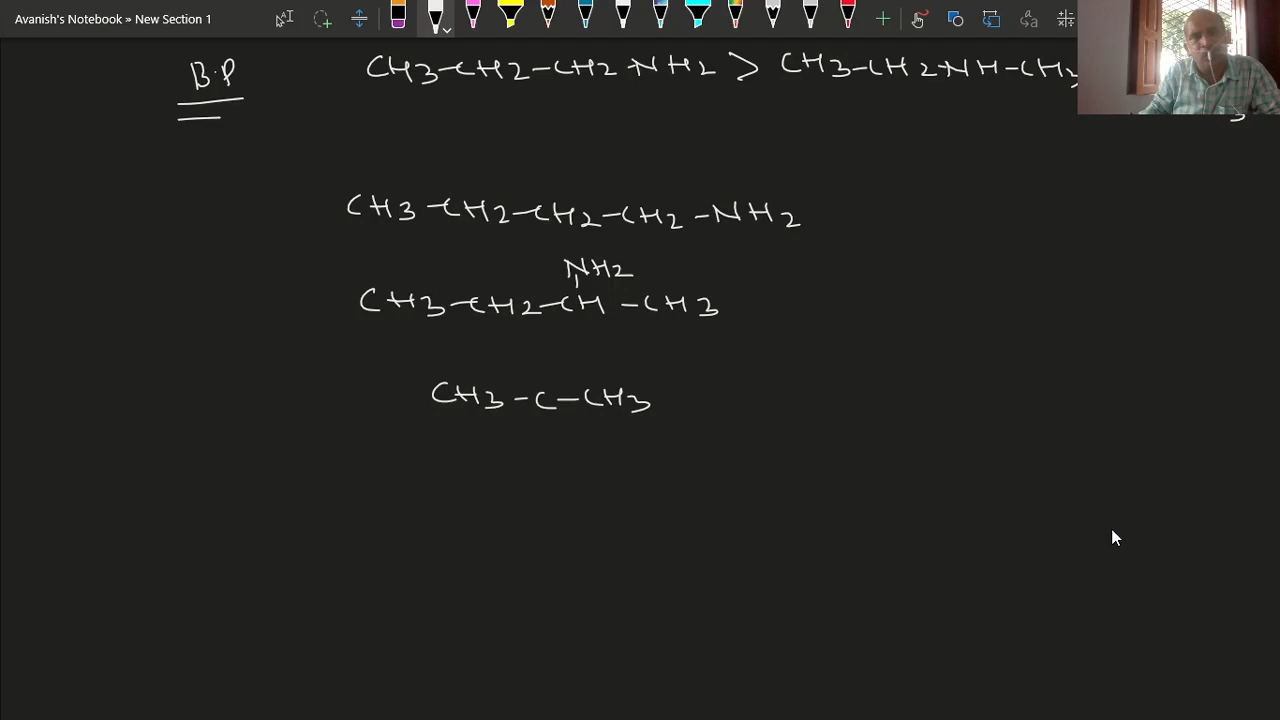 Avanish's Notebook » New Section 1
B.P CH3-CH2-CH2 NH2 > CH3-CH2-NH-CH3
CH3-CH2-CH2-CH2-NH2
NH2
CH3-CH2-CH-CH3
CH3-C-CH3